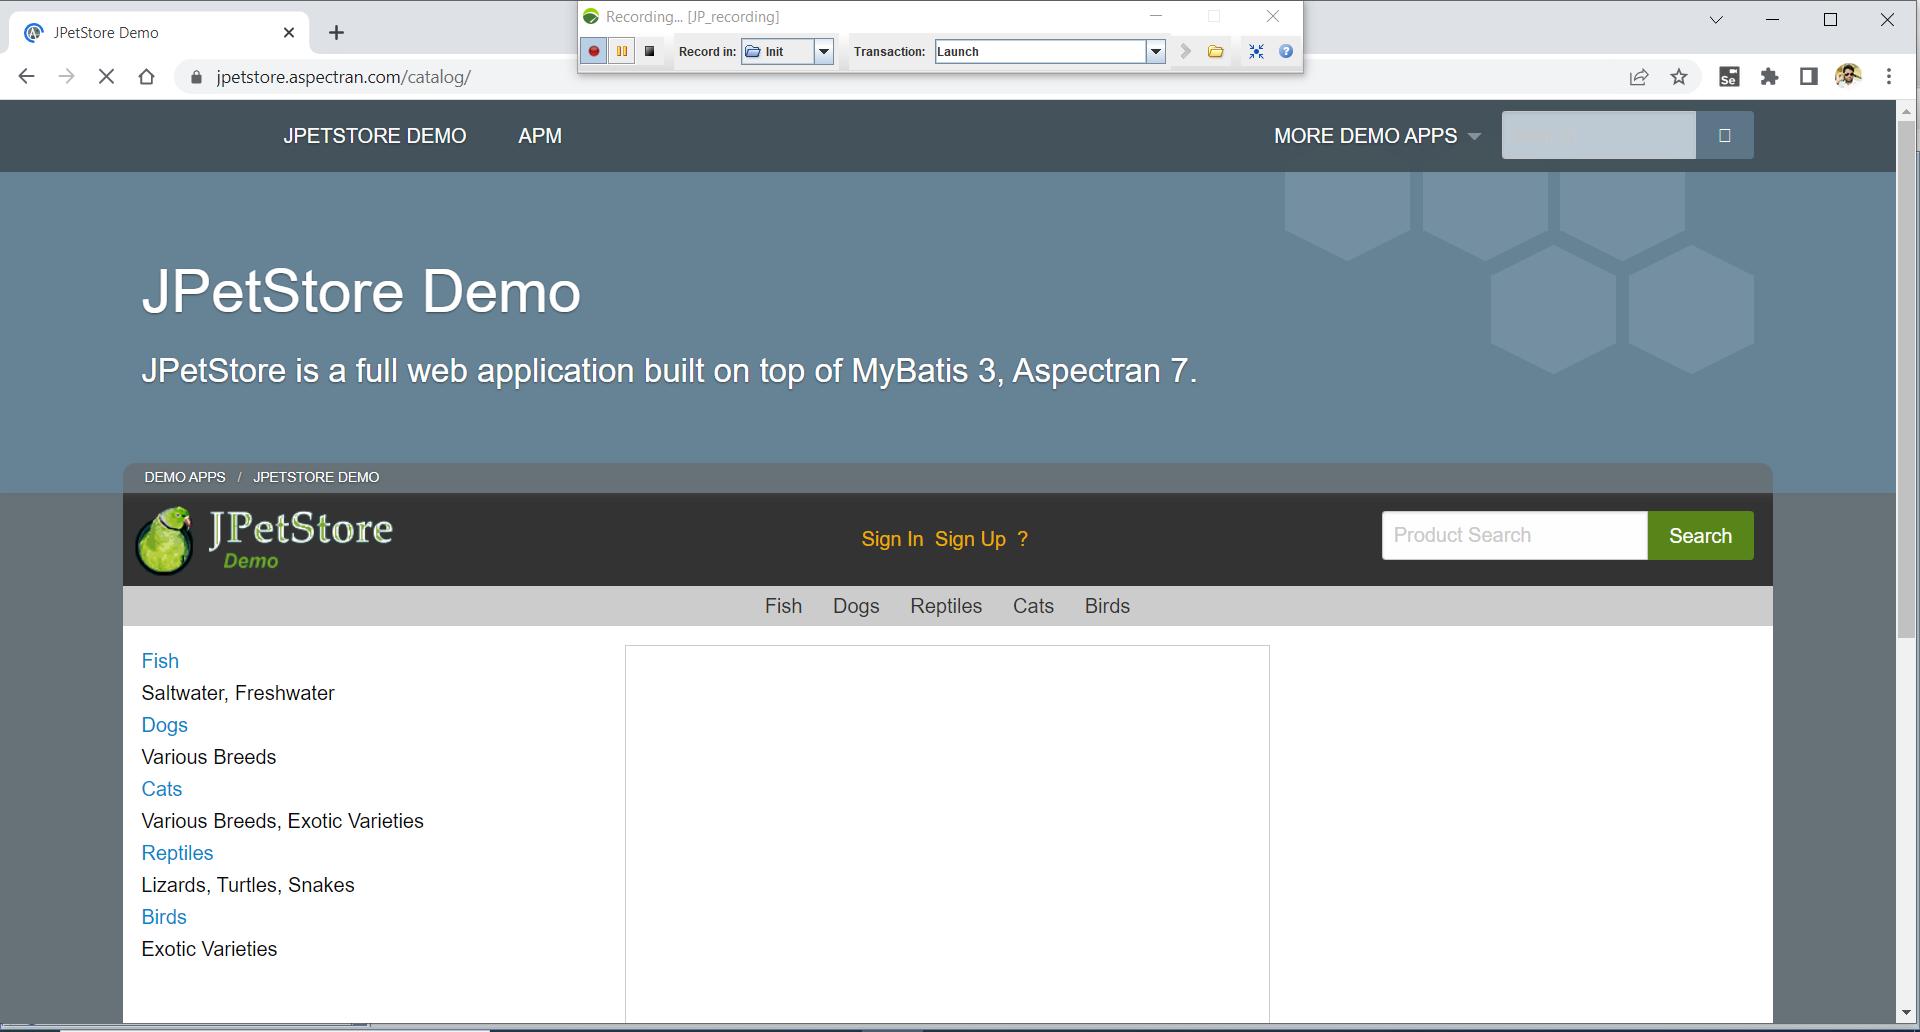 JPetStore Demo
Recording... [JP_recording]
Record in: Init Transaction: Launch
jpetstore.aspectran.com/catalog/
Se
JPETSTORE DEMO APM MORE DEMO APPS
JPetStore Demo
JPetStore is a full web application built on top of MyBatis 3, Aspectran 7.
DEMO APPS / JPETSTORE DEMO
JPetStore
Demo
Sign In Sign Up ?
Product Search Search
Fish Dogs Reptiles Cats Birds
Fish
Saltwater, Freshwater
Dogs
Various Breeds
Cats
Various Breeds, Exotic Varieties
Reptiles
Lizards, Turtles, Snakes
Birds
Exotic Varieties